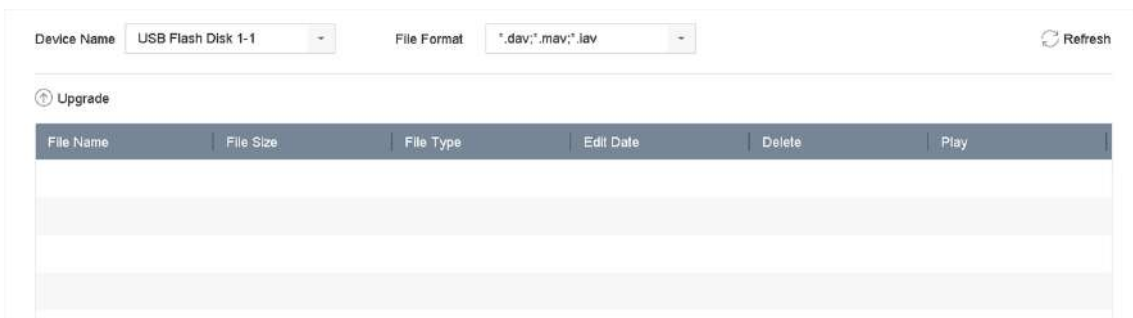 Device Name USB Flash Disk 1-1 File Format *.dav;*.mav;*.iav Refresh
Upgrade
File Name File Size File Type Edit Date Delete Play